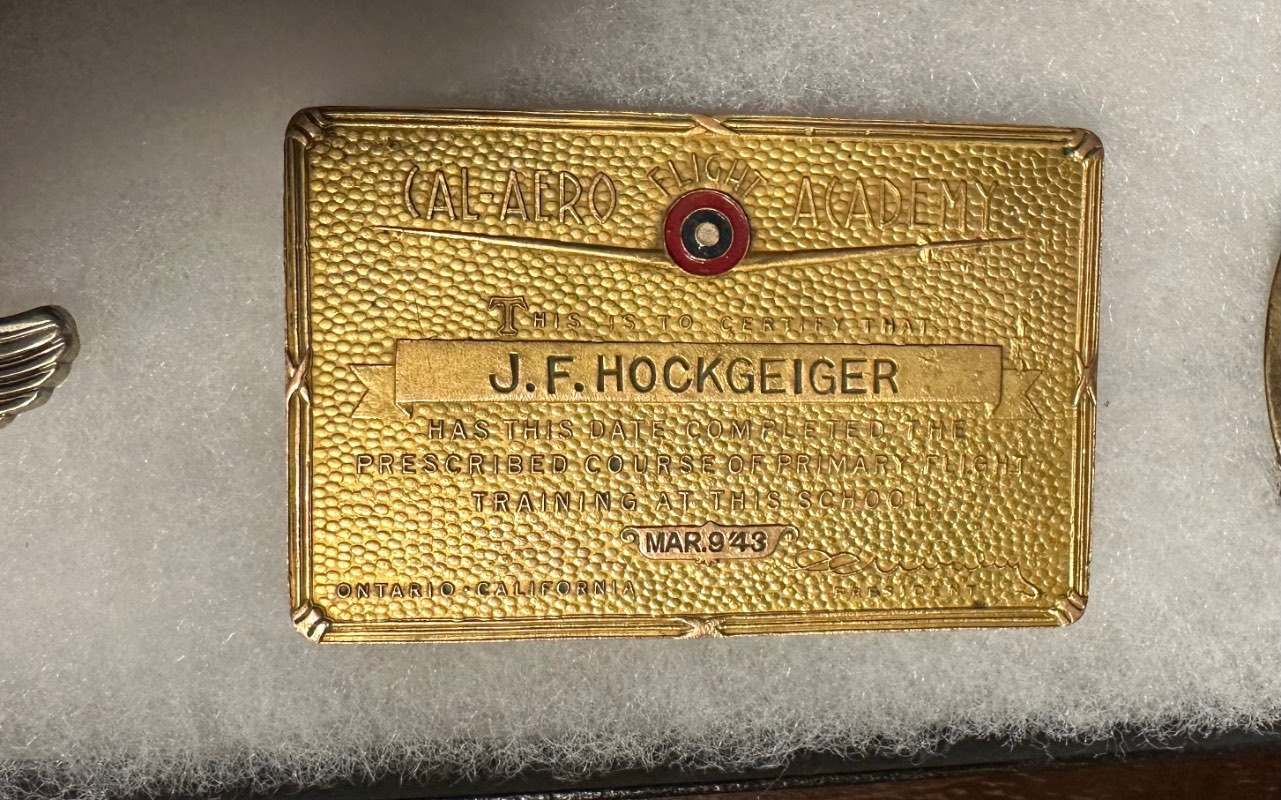 CAL-AERO FLIGHT ACADEMY
THIS IS TO CERTIFY THAT
J.F. HOCKGEIGER
HAS THIS DATE COMPLETED THE
PRESCRIBED COURSE OF PRIMARY FLIGHT
TRAINING AT THIS SCHOOL.
MAR.9'43
ONTARIO-CALIFORNIA
PRESIDENT